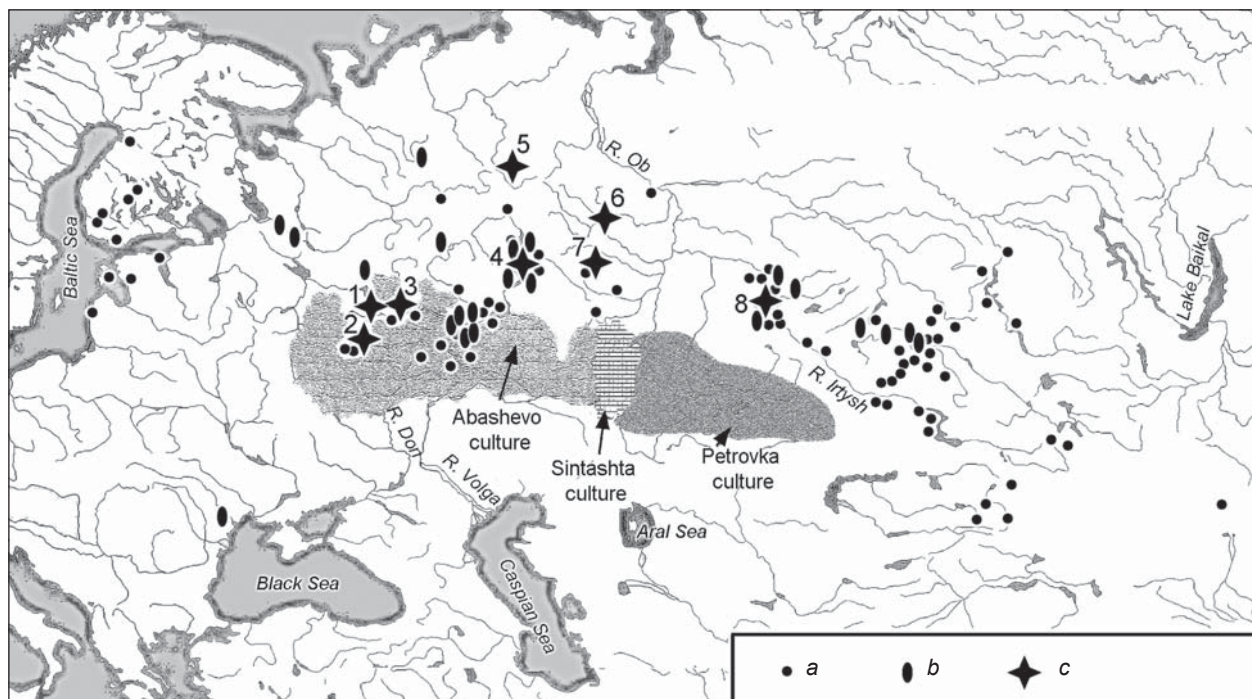 5
R. Ob
6
7
4
Baltic Sea
Lake Baikal
1
3
8
2
R. Irtysh
Abashevo
culture
R. Don
Petrovka
culture
Sintashta
culture
R. Volga
Aral Sea
Black Sea
Caspian Sea
a
b
c